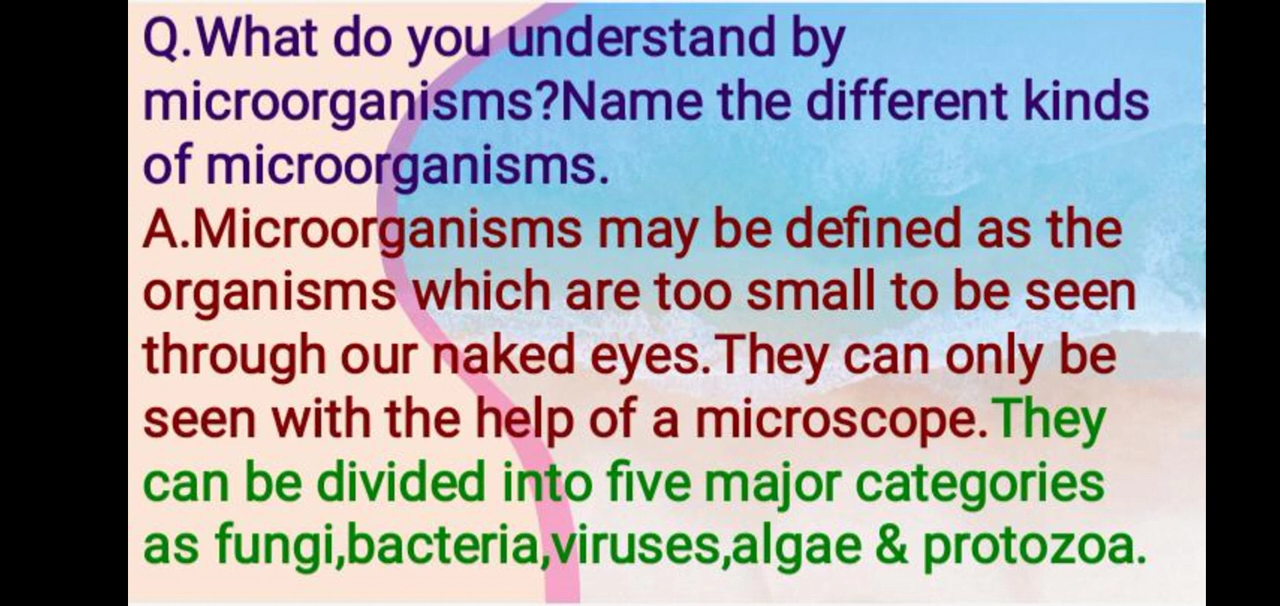 Q.What do you understand by
microorganisms?Name the different kinds
of microorganisms.
A.Microorganisms may be defined as the
organisms which are too small to be seen
through our naked eyes.They can only be
seen with the help of a microscope.They
can be divided into five major categories
as fungi,bacteria,viruses,algae & protozoa.